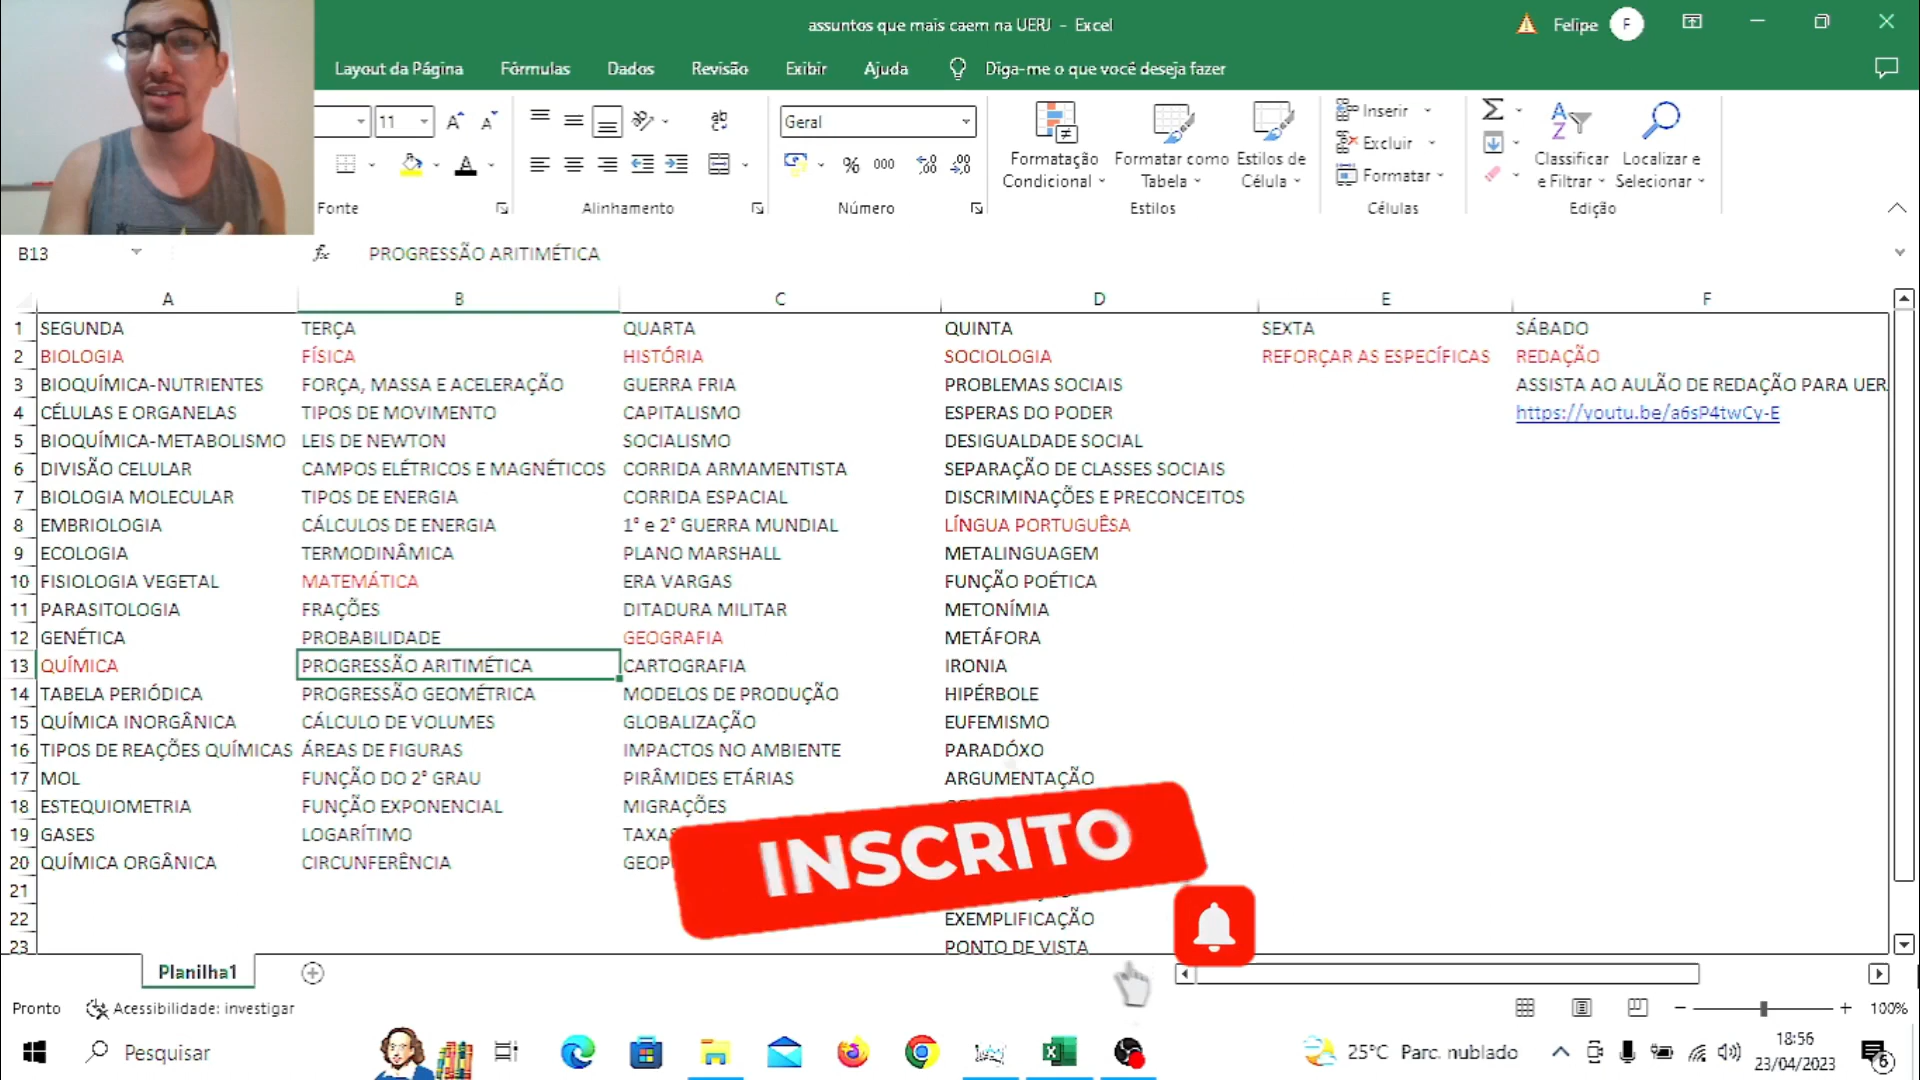 assuntos que mais caem na UERJ - Excel
Felipe F
Layout da Página Fórmulas Dados Revisão Exibir Ajuda Diga-me o que você deseja fazer
11 Geral
Inserir
Excluir
Formatar
Formatação Condicional
Formatar como Tabela
Estilos de Célula
Classificar e Filtrar
Localizar e Selecionar
Fonte Alinhamento Número Estilos Células Edição
B13 fx PROGRESSÃO ARITIMÉTICA
A B C D E F
1 SEGUNDA TERÇA QUARTA QUINTA SEXTA SÁBADO
2 BIOLOGIA FÍSICA HISTÓRIA SOCIOLOGIA REFORÇAR AS ESPECÍFICAS REDAÇÃO
3 BIOQUÍMICA-NUTRIENTES FORÇA, MASSA E ACELERAÇÃO GUERRA FRIA PROBLEMAS SOCIAIS ASSISTA AO AULÃO DE REDAÇÃO PARA UER
4 CÉLULAS E ORGANELAS TIPOS DE MOVIMENTO CAPITALISMO ESPERAS DO PODER https://youtu.be/a6sP4twCy-E
5 BIOQUÍMICA-METABOLISMO LEIS DE NEWTON SOCIALISMO DESIGUALDADE SOCIAL
6 DIVISÃO CELULAR CAMPOS ELÉTRICOS E MAGNÉTICOS CORRIDA ARMAMENTISTA SEPARAÇÃO DE CLASSES SOCIAIS
7 BIOLOGIA MOLECULAR TIPOS DE ENERGIA CORRIDA ESPACIAL DISCRIMINAÇÕES E PRECONCEITOS
8 EMBRIOLOGIA CÁLCULOS DE ENERGIA 1° e 2° GUERRA MUNDIAL LÍNGUA PORTUGUÊSA
9 ECOLOGIA TERMODINÂMICA PLANO MARSHALL METALINGUAGEM
10 FISIOLOGIA VEGETAL MATEMÁTICA ERA VARGAS FUNÇÃO POÉTICA
11 PARASITOLOGIA FRAÇÕES DITADURA MILITAR METONÍMIA
12 GENÉTICA PROBABILIDADE GEOGRAFIA METÁFORA
13 QUÍMICA PROGRESSÃO ARITIMÉTICA CARTOGRAFIA IRONIA
14 TABELA PERIÓDICA PROGRESSÃO GEOMÉTRICA MODELOS DE PRODUÇÃO HIPÉRBOLE
15 QUÍMICA INORGÂNICA CÁLCULO DE VOLUMES GLOBALIZAÇÃO EUFEMISMO
16 TIPOS DE REAÇÕES QUÍMICAS ÁREAS DE FIGURAS IMPACTOS NO AMBIENTE PARADÓXO
17 MOL FUNÇÃO DO 2° GRAU PIRÂMIDES ETÁRIAS ARGUMENTAÇÃO
18 ESTEQUIOMETRIA FUNÇÃO EXPONENCIAL MIGRAÇÕES
19 GASES LOGARÍTIMO TAXAS
20 QUÍMICA ORGÂNICA CIRCUNFERÊNCIA GEOP
INSCRITO
21
22 EXEMPLIFICAÇÃO
23 PONTO DE VISTA
Planilha1
Pronto Acessibilidade: investigar 100%
Pesquisar 25°C Parc. nublado 18:56
23/04/2023 6